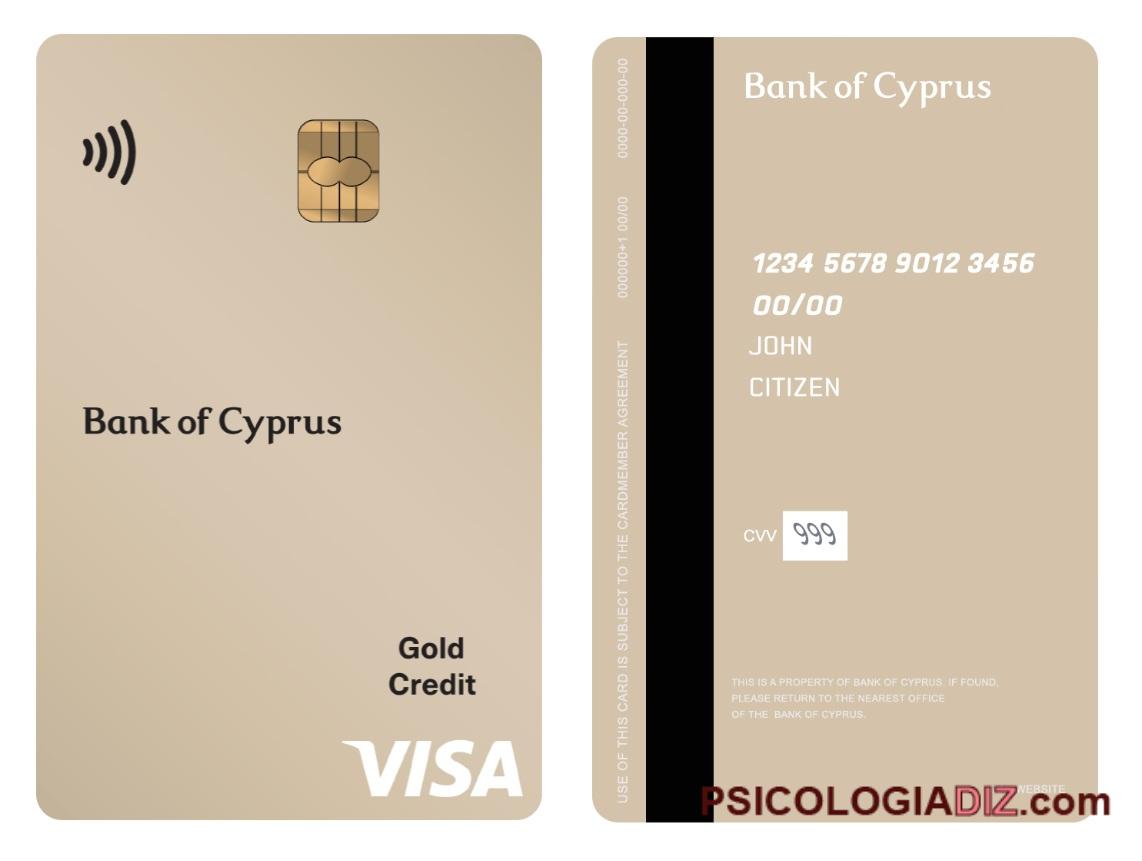 Bank of Cyprus
Gold
Credit
VISA
Bank of Cyprus
1234 5678 9012 3456
00/00
JOHN
CITIZEN
CVV 999
THIS IS A PROPERTY OF BANK OF CYPRUS. IF FOUND,
PLEASE RETURN TO THE NEAREST OFFICE
OF THE BANK OF CYPRUS.
WEBSITE
USE OF THIS CARD IS SUBJECT TO THE CARDMEMBER AGREEMENT 000000+1 00/00 0000-00-000-00
PSICOLOGIADIZ.com